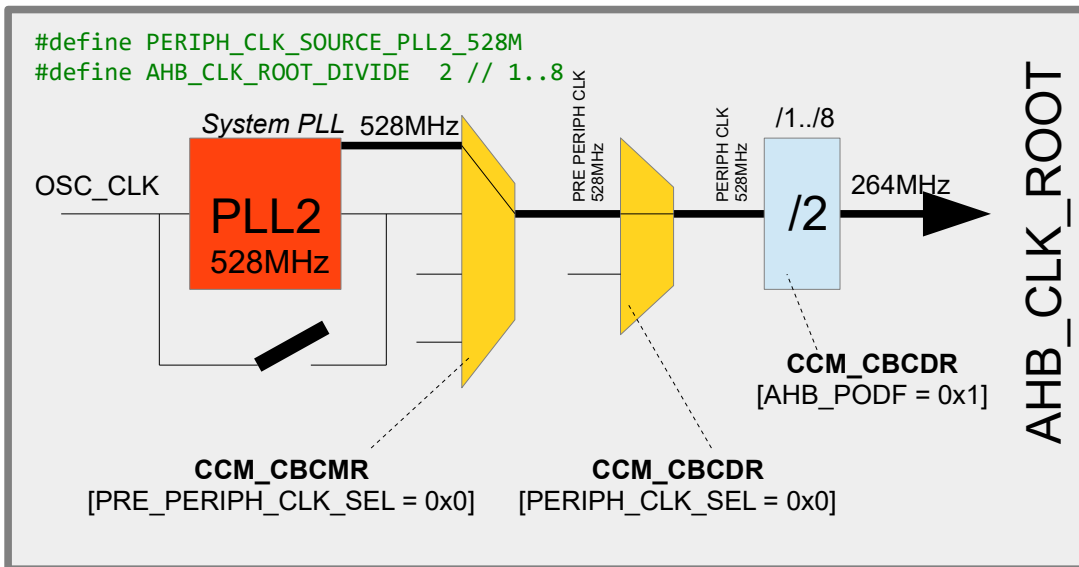 #define PERIPH_CLK_SOURCE_PLL2_528M
#define AHB_CLK_ROOT_DIVIDE  2 // 1..8
System PLL
528MHz
OSC_CLK
PLL2
528MHz
PRE PERIPH CLK
528MHz
PERIPH CLK
528MHz
/1../8
/2
264MHz
AHB_CLK_ROOT
CCM_CBCDR
[AHB_PODF = 0x1]
CCM_CBCMR
[PRE_PERIPH_CLK_SEL = 0x0]
CCM_CBCDR
[PERIPH_CLK_SEL = 0x0]